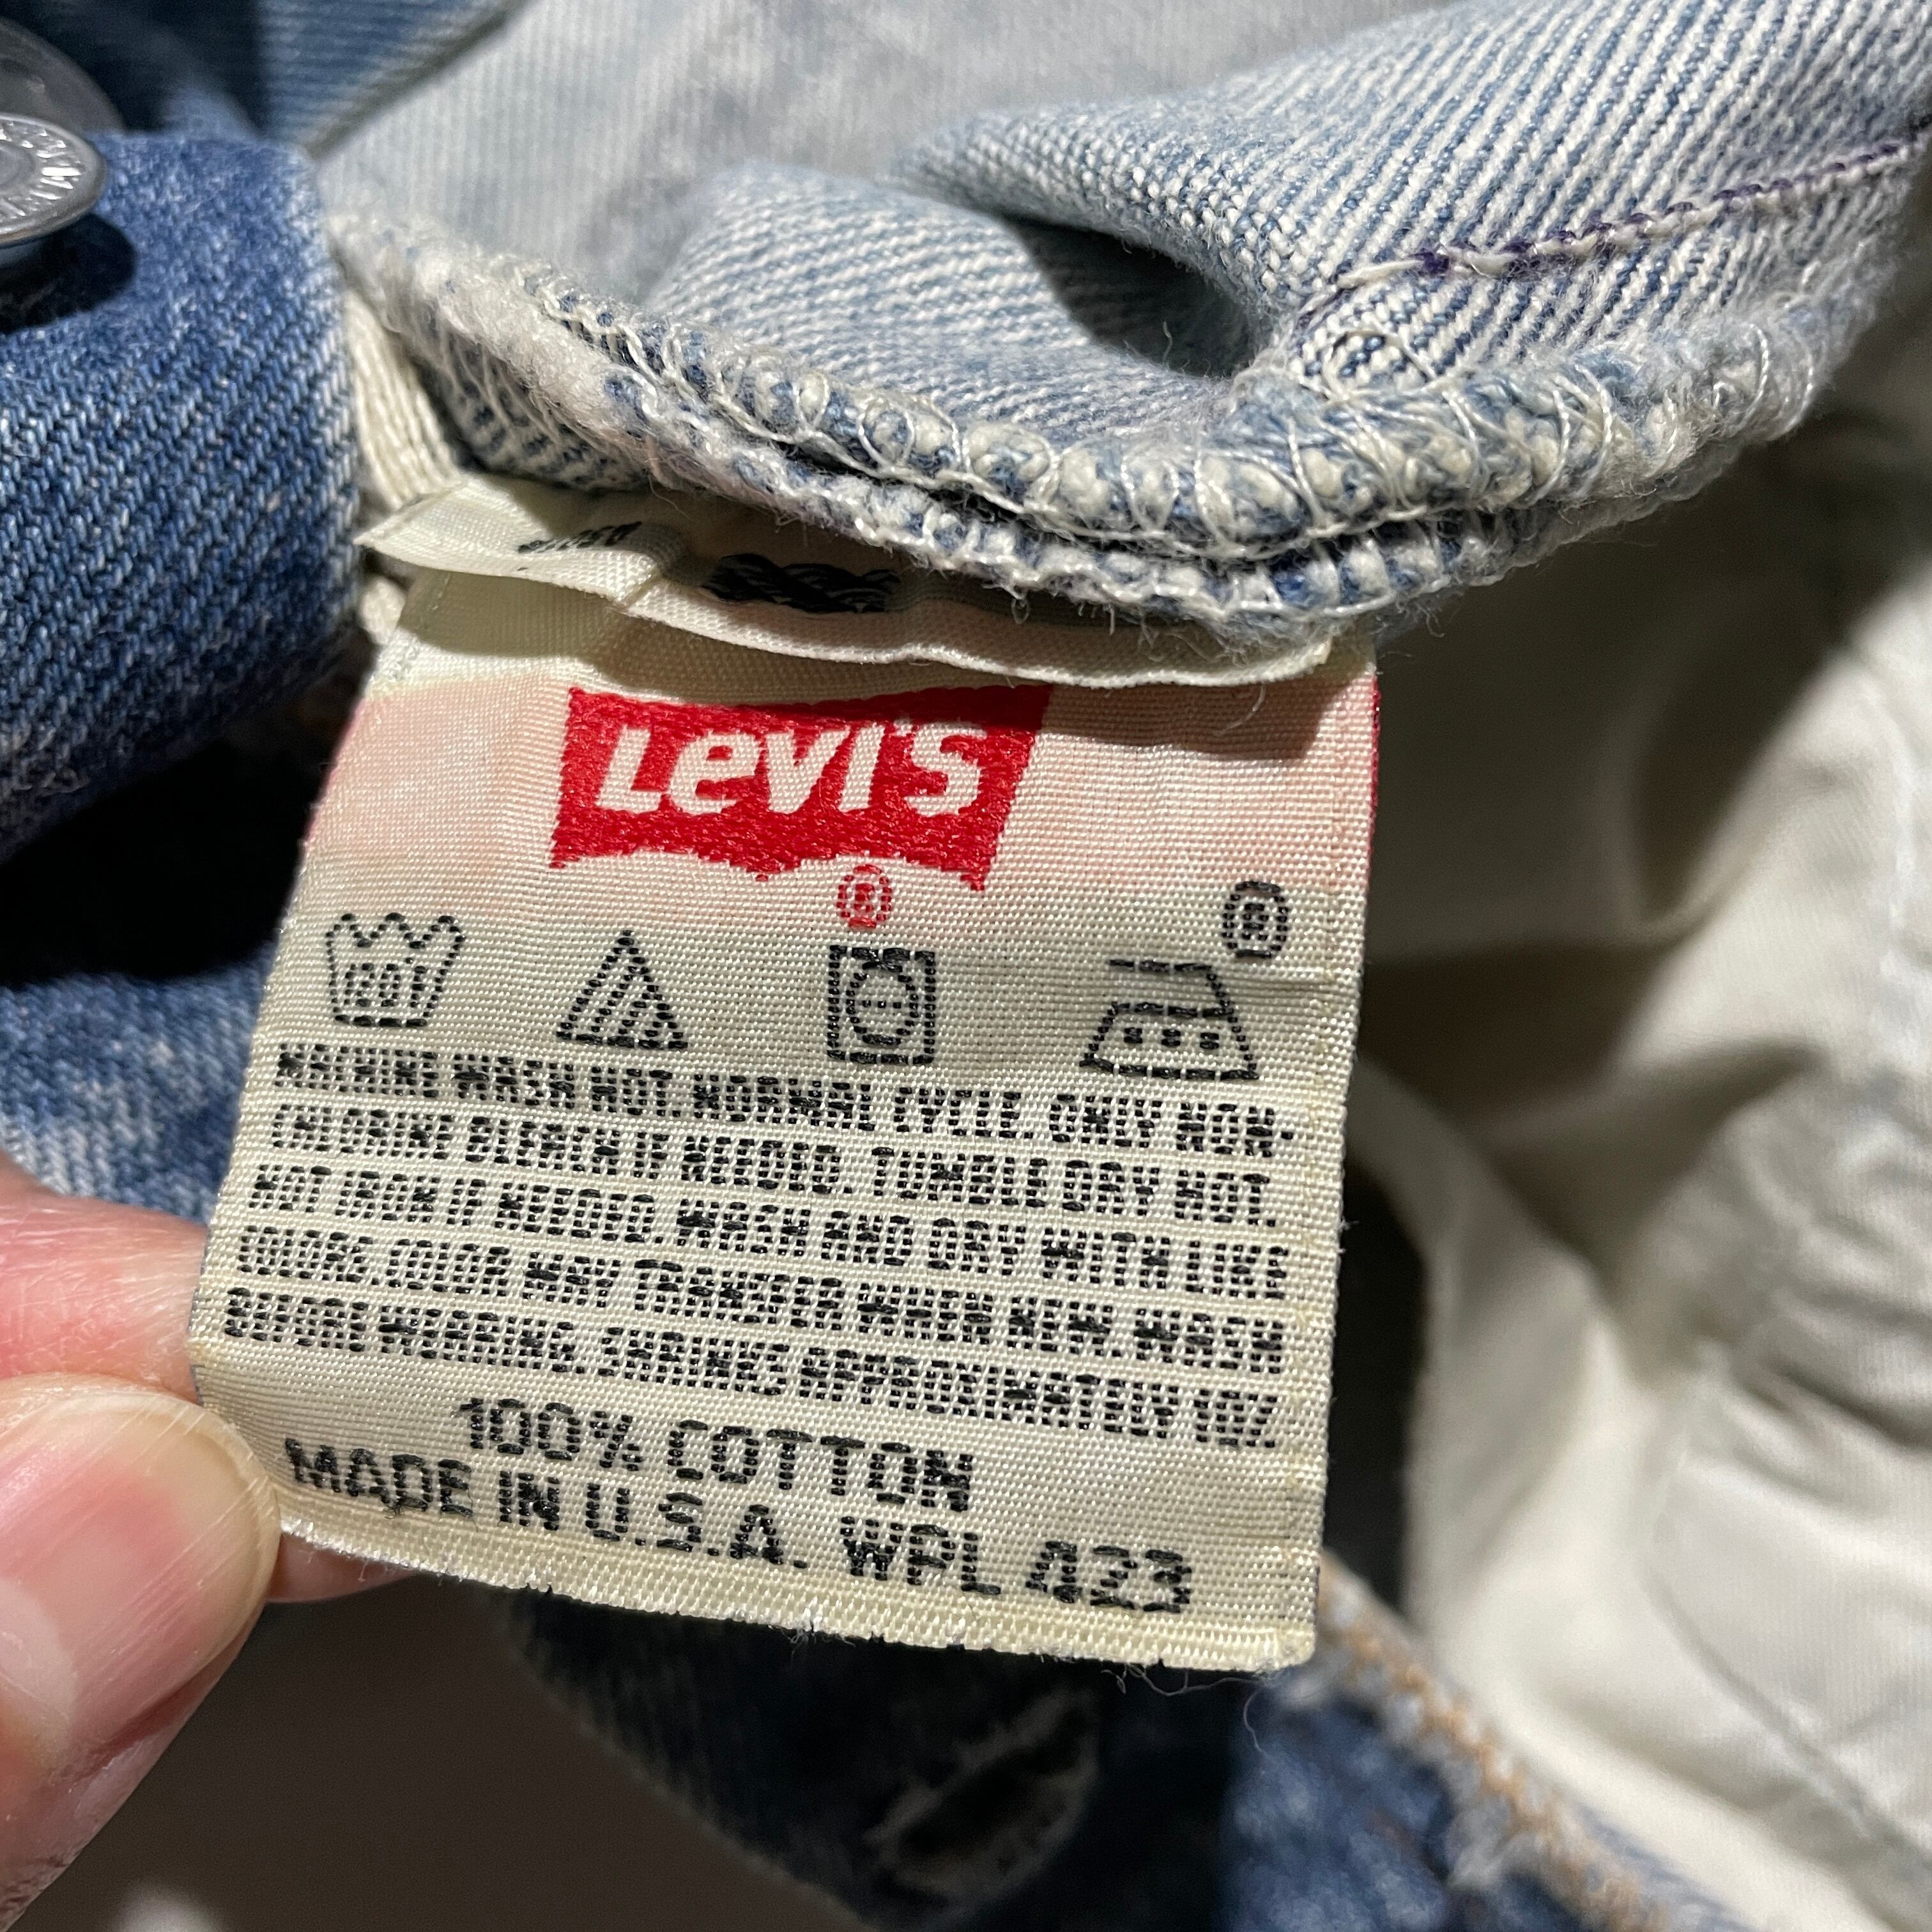 Levi's
®
®
60T
MACHINE WASH HOT. NORMAL CYCLE. ONLY NON-
CHLORINE BLEACH IF NEEDED. TUMBLE DRY HOT.
HOT IRON IF NEEDED. WASH AND DRY WITH LIKE
COLORS. COLOR MAY TRANSFER WHEN NEW. WASH
BEFORE WEARING. SHRINKS APPROXIMATELY 10%.
100% COTTON
MADE IN U.S.A. WPL 423